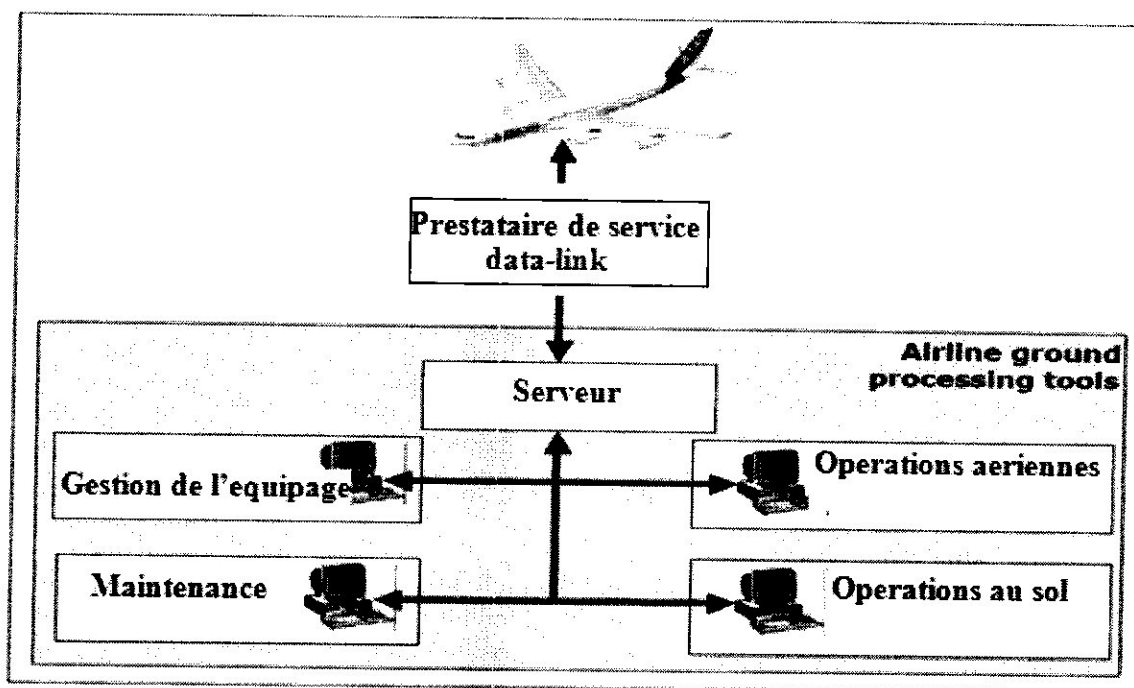 Prestataire de service
data-link
Airline ground
processing tools
Serveur
Gestion de l'equipage
Operations aeriennes
Maintenance
Operations au sol